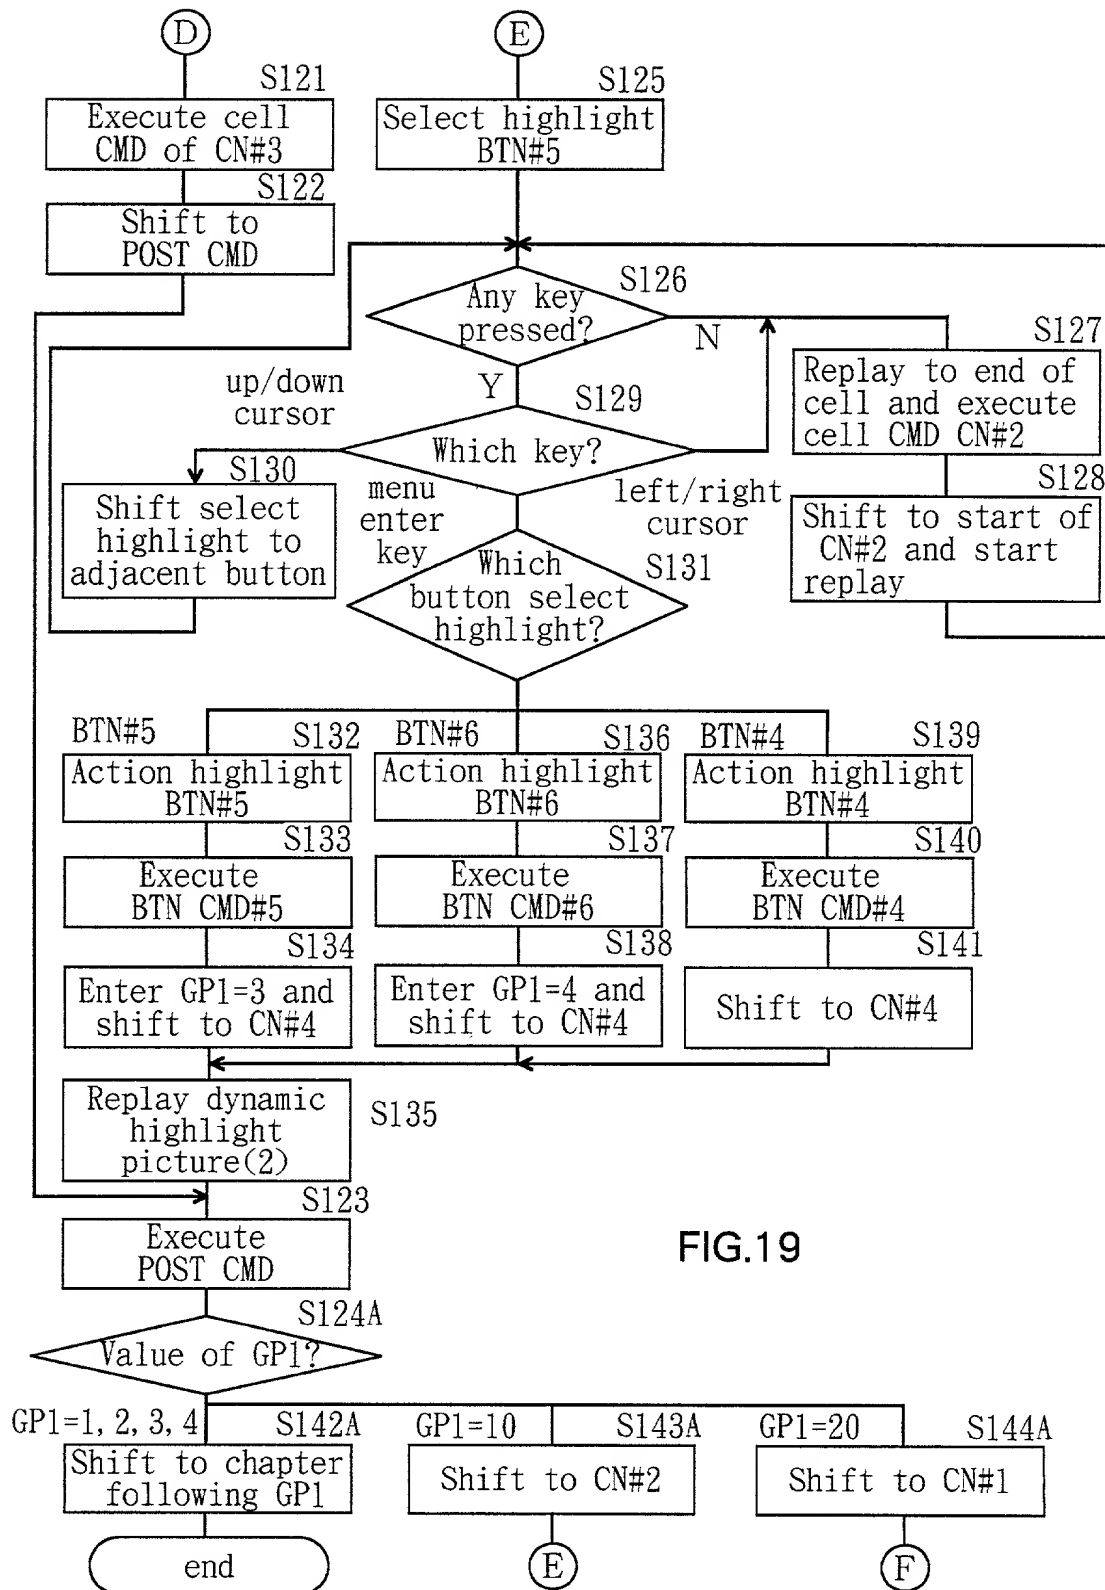 D
E
S121
S125
Execute cell
CMD of CN#3
Select highlight
BTN#5
S122
Shift to
POST CMD
S126
Any key
pressed?
N
S127
Y
up/down
cursor
S129
Replay to end of
cell and execute
cell CMD CN#2
Which key?
S130
menu
enter
key
left/right
cursor
S128
Shift select
highlight to
adjacent button
Shift to start of
CN#2 and start
replay
S131
Which
button select
highlight?
BTN#5
S132
BTN#6
S136
BTN#4
S139
Action highlight
BTN#5
Action highlight
BTN#6
Action highlight
BTN#4
S133
S137
S140
Execute
BTN CMD#5
Execute
BTN CMD#6
Execute
BTN CMD#4
S134
S138
S141
Enter GP1=3 and
shift to CN#4
Enter GP1=4 and
shift to CN#4
Shift to CN#4
Replay dynamic
highlight
picture(2)
S135
S123
Execute
POST CMD
FIG.19
S124A
Value of GP1?
GP1=1, 2, 3, 4
S142A
GP1=10
S143A
GP1=20
S144A
Shift to chapter
following GP1
Shift to CN#2
Shift to CN#1
end
E
F